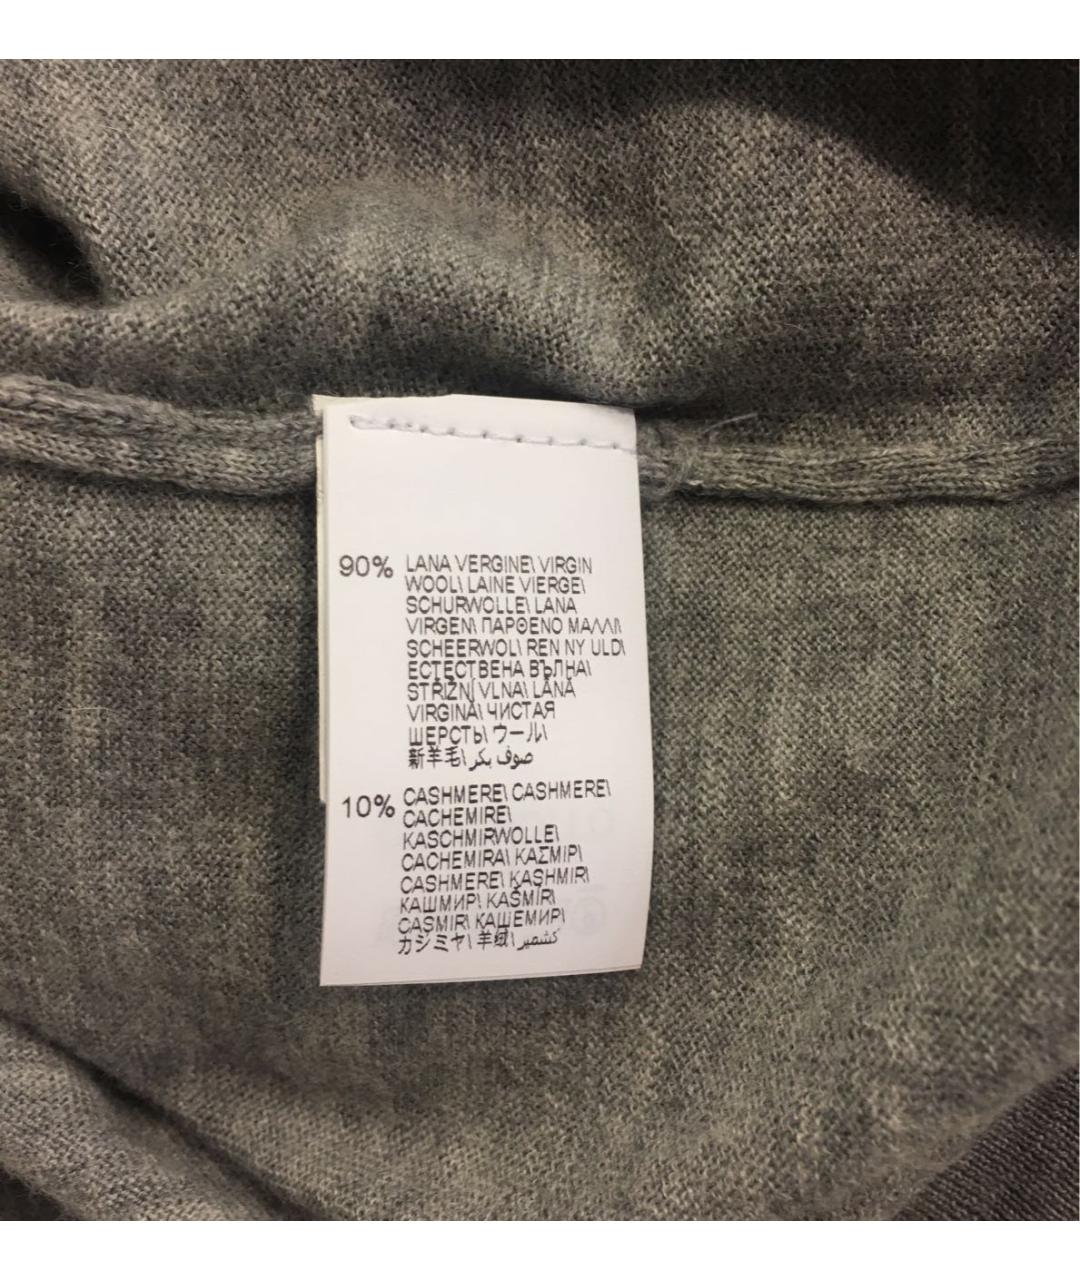 90% LANA VERGINE\ VIRGIN
WOOL\ LAINE VIERGE\
SCHURWOLLE\ LANA
VIRGEN\ ΠΑΡΘΕΝΟ ΜΑΛΛΙ\
SCHEERWOL\ REN NY ULD\
ЕСТЕСТВЕНА ВЪЛНА\
STŘIŽNÍ VLNA\ LÂNĂ
VIRGINĂ\ ЧИСТАЯ
ШЕРСТЬ\ ウール\
新羊毛\ صوف بكر
10% CASHMERE\ CASHMERE\
CACHEMIRE\
KASCHMIRWOLLE\
CACHEMIRA\ ΚΑΣΜΙΡ\
CASHMERE\ KASHMIR\
КАШМИР\ KAŠMÍR\
CAȘMIR\ КАШЕМИР\
カシミヤ\ 羊绒\ كشمير